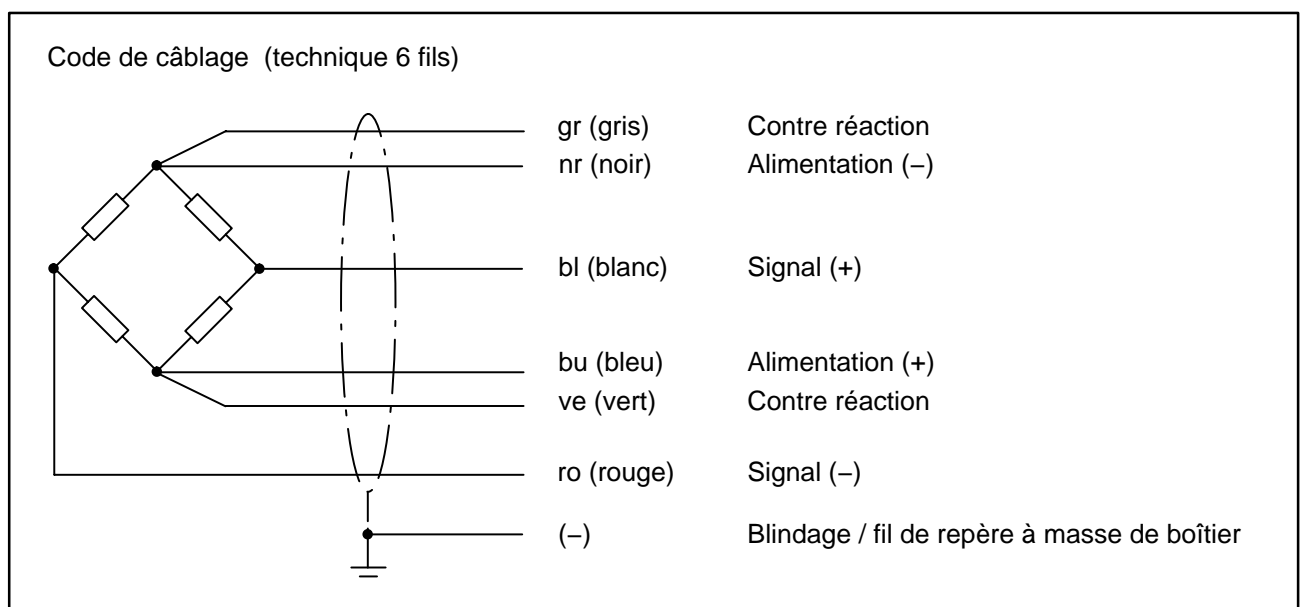 Code de câblage (technique 6 fils)
gr (gris) Contre réaction
nr (noir) Alimentation (−)
bl (blanc) Signal (+)
bu (bleu) Alimentation (+)
ve (vert) Contre réaction
ro (rouge) Signal (−)
(−) Blindage / fil de repère à masse de boîtier